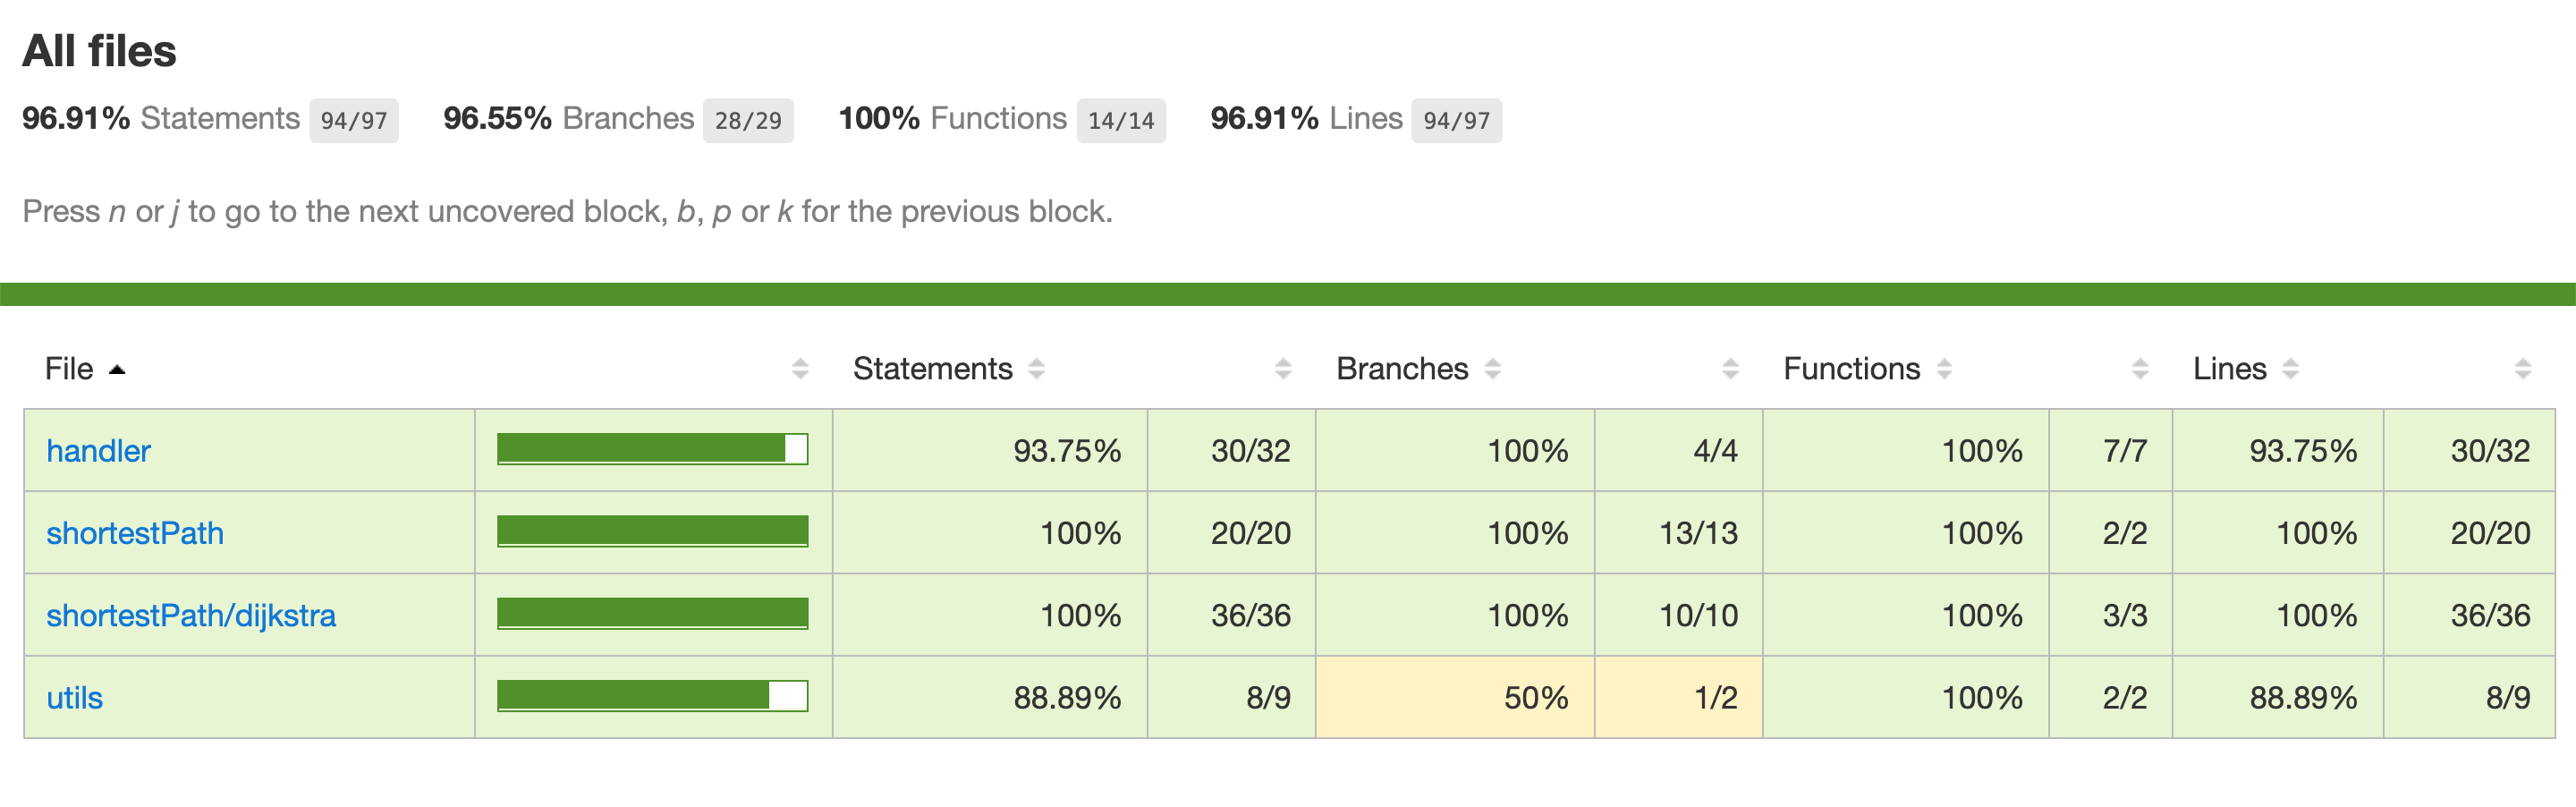 All files
96.91% Statements 94/97 96.55% Branches 28/29 100% Functions 14/14 96.91% Lines 94/97
Press n or j to go to the next uncovered block, b, p or k for the previous block.
File Statements Branches Functions Lines
handler 93.75% 30/32 100% 4/4 100% 7/7 93.75% 30/32
shortestPath 100% 20/20 100% 13/13 100% 2/2 100% 20/20
shortestPath/dijkstra 100% 36/36 100% 10/10 100% 3/3 100% 36/36
utils 88.89% 8/9 50% 1/2 100% 2/2 88.89% 8/9